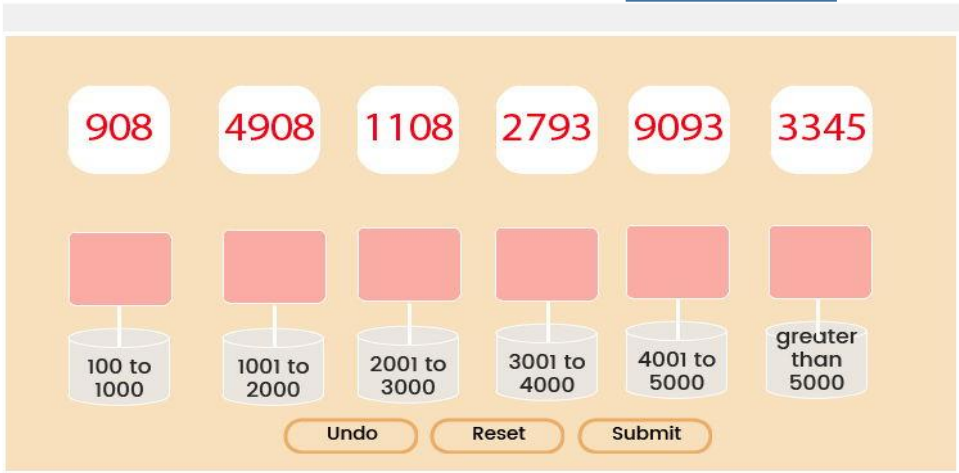 908 4908 1108 2793 9093 3345
100 to 1001 to 2001 to 3001 to 4001 to greater than
1000 2000 3000 4000 5000 5000
Undo Reset Submit